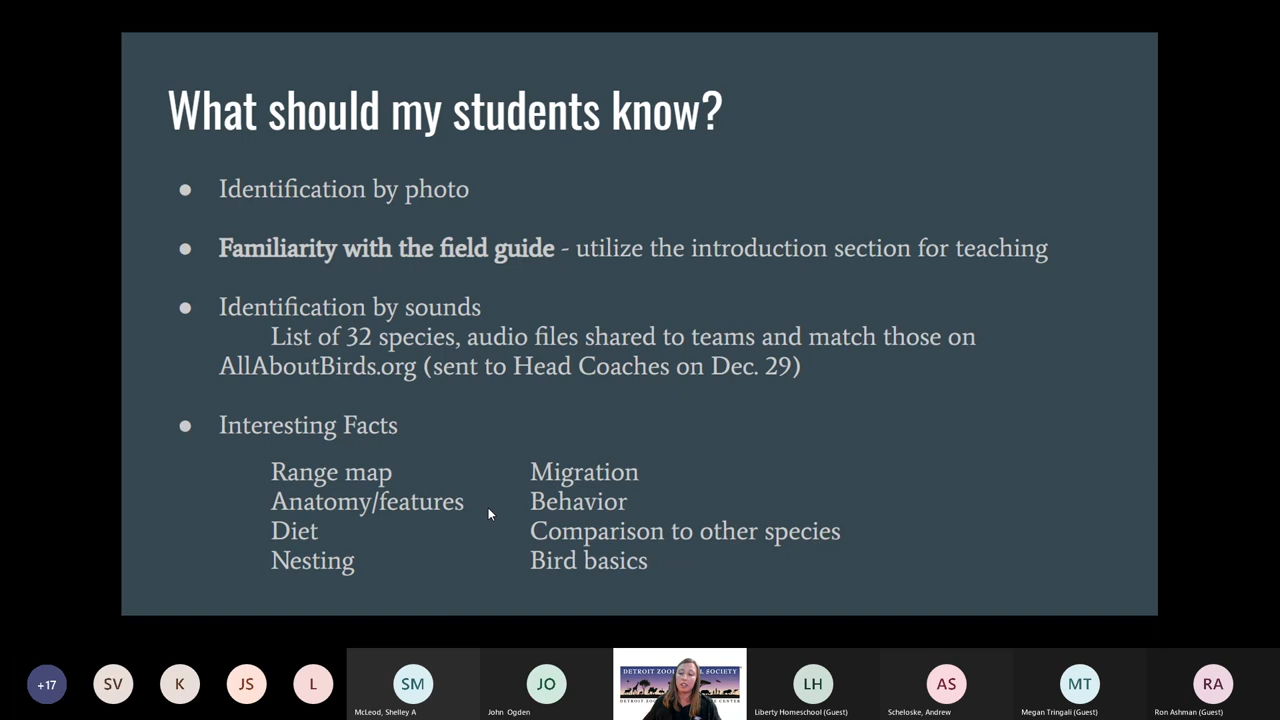 What should my students know?
● Identification by photo
● Familiarity with the field guide - utilize the introduction section for teaching
● Identification by sounds
List of 32 species, audio files shared to teams and match those on
AllAboutBirds.org (sent to Head Coaches on Dec. 29)
● Interesting Facts
Range map Migration
Anatomy/features Behavior
Diet Comparison to other species
Nesting Bird basics
+17 SV K JS L SM JO LH AS MT RA
DETROIT ZOO L SOCIETY
McLeod, Shelley A John Ogden Liberty Homeschool (Guest) Scheloske, Andrew Megan Tringali (Guest) Ron Ashman (Guest)